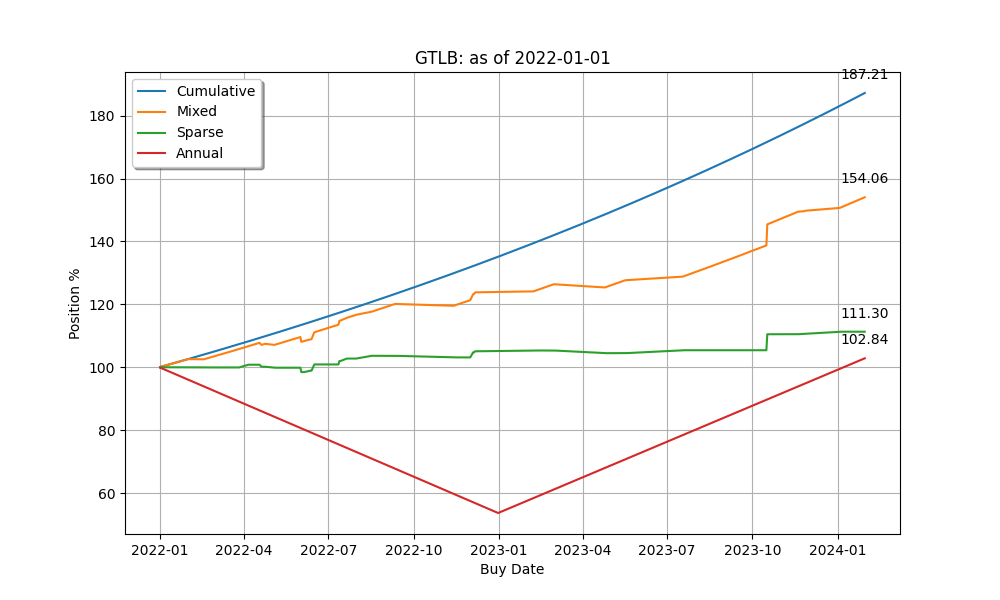 GTLB: as of 2022-01-01
187.21
Cumulative
Mixed
Sparse
Annual
180
160
154.06
140
120
111.30
102.84
100
80
60
Position %
2022-01 2022-04 2022-07 2022-10 2023-01 2023-04 2023-07 2023-10 2024-01
Buy Date